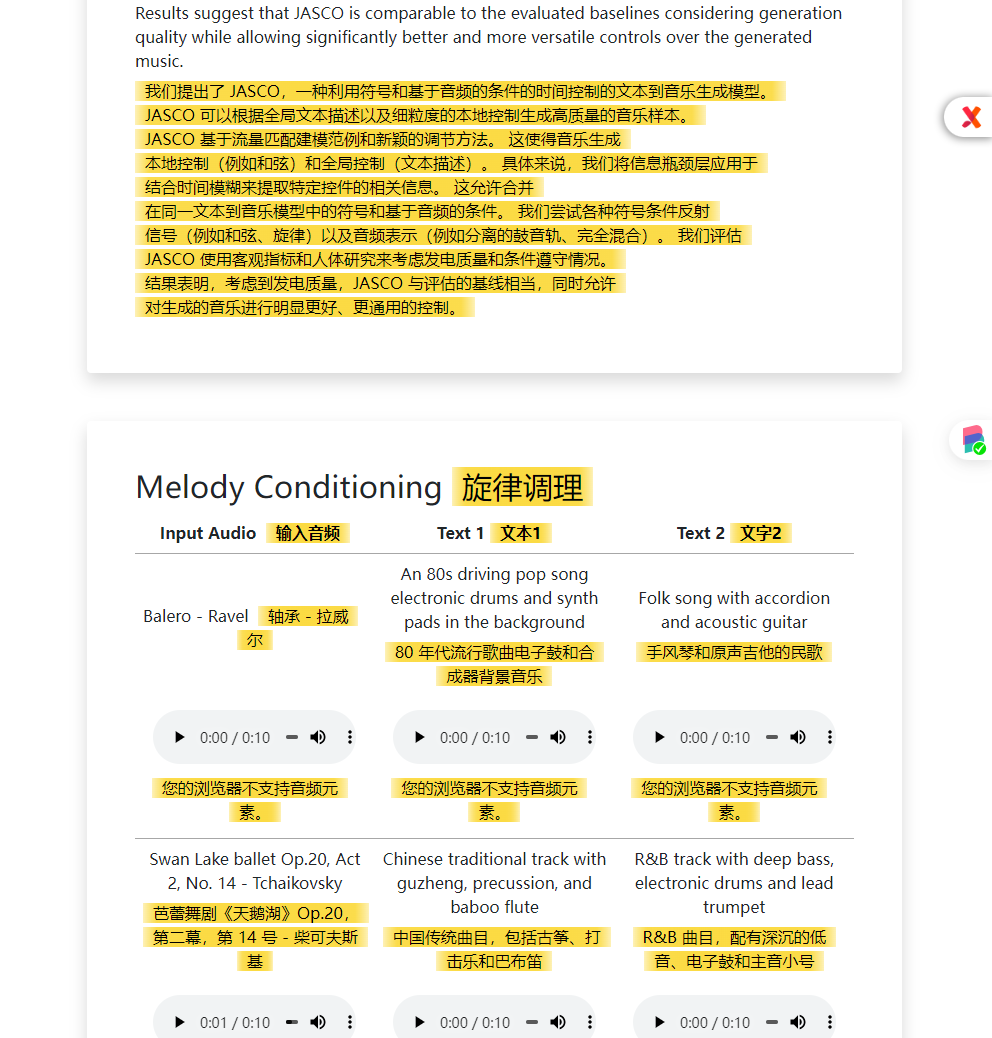 Results suggest that JASCO is comparable to the evaluated baselines considering generation
quality while allowing significantly better and more versatile controls over the generated
music.
我们提出了 JASCO，一种利用符号和基于音频的条件的时间控制的文本到音乐生成模型。
JASCO 可以根据全局文本描述以及细粒度的本地控制生成高质量的音乐样本。
JASCO 基于流量匹配建模范例和新颖的调节方法。 这使得音乐生成
本地控制（例如和弦）和全局控制（文本描述）。 具体来说，我们将信息瓶颈层应用于
结合时间模糊来提取特定控件的相关信息。 这允许合并
在同一文本到音乐模型中的符号和基于音频的条件。 我们尝试各种符号条件反射
信号（例如和弦、旋律）以及音频表示（例如分离的鼓音轨、完全混合）。 我们评估
JASCO 使用客观指标和人体研究来考虑发电质量和条件遵守情况。
结果表明，考虑到发电质量，JASCO 与评估的基线相当，同时允许
对生成的音乐进行明显更好、更通用的控制。
Melody Conditioning 旋律调理
Input Audio 输入音频 Text 1 文本1 Text 2 文字2
Balero - Ravel 轴承 - 拉威
尔
An 80s driving pop song
electronic drums and synth
pads in the background
80 年代流行歌曲电子鼓和合
成器背景音乐
Folk song with accordion
and acoustic guitar
手风琴和原声吉他的民歌
0:00 / 0:10 0:00 / 0:10 0:00 / 0:10
您的浏览器不支持音频元
素。
您的浏览器不支持音频元
素。
您的浏览器不支持音频元
素。
Swan Lake ballet Op.20, Act
2, No. 14 - Tchaikovsky
芭蕾舞剧《天鹅湖》Op.20，
第二幕，第 14 号 - 柴可夫斯
基
Chinese traditional track with
guzheng, precussion, and
baboo flute
中国传统曲目，包括古筝、打
击乐和巴布笛
R&B track with deep bass,
electronic drums and lead
trumpet
R&B 曲目，配有深沉的低
音、电子鼓和主音小号
0:01 / 0:10 0:00 / 0:10 0:00 / 0:10